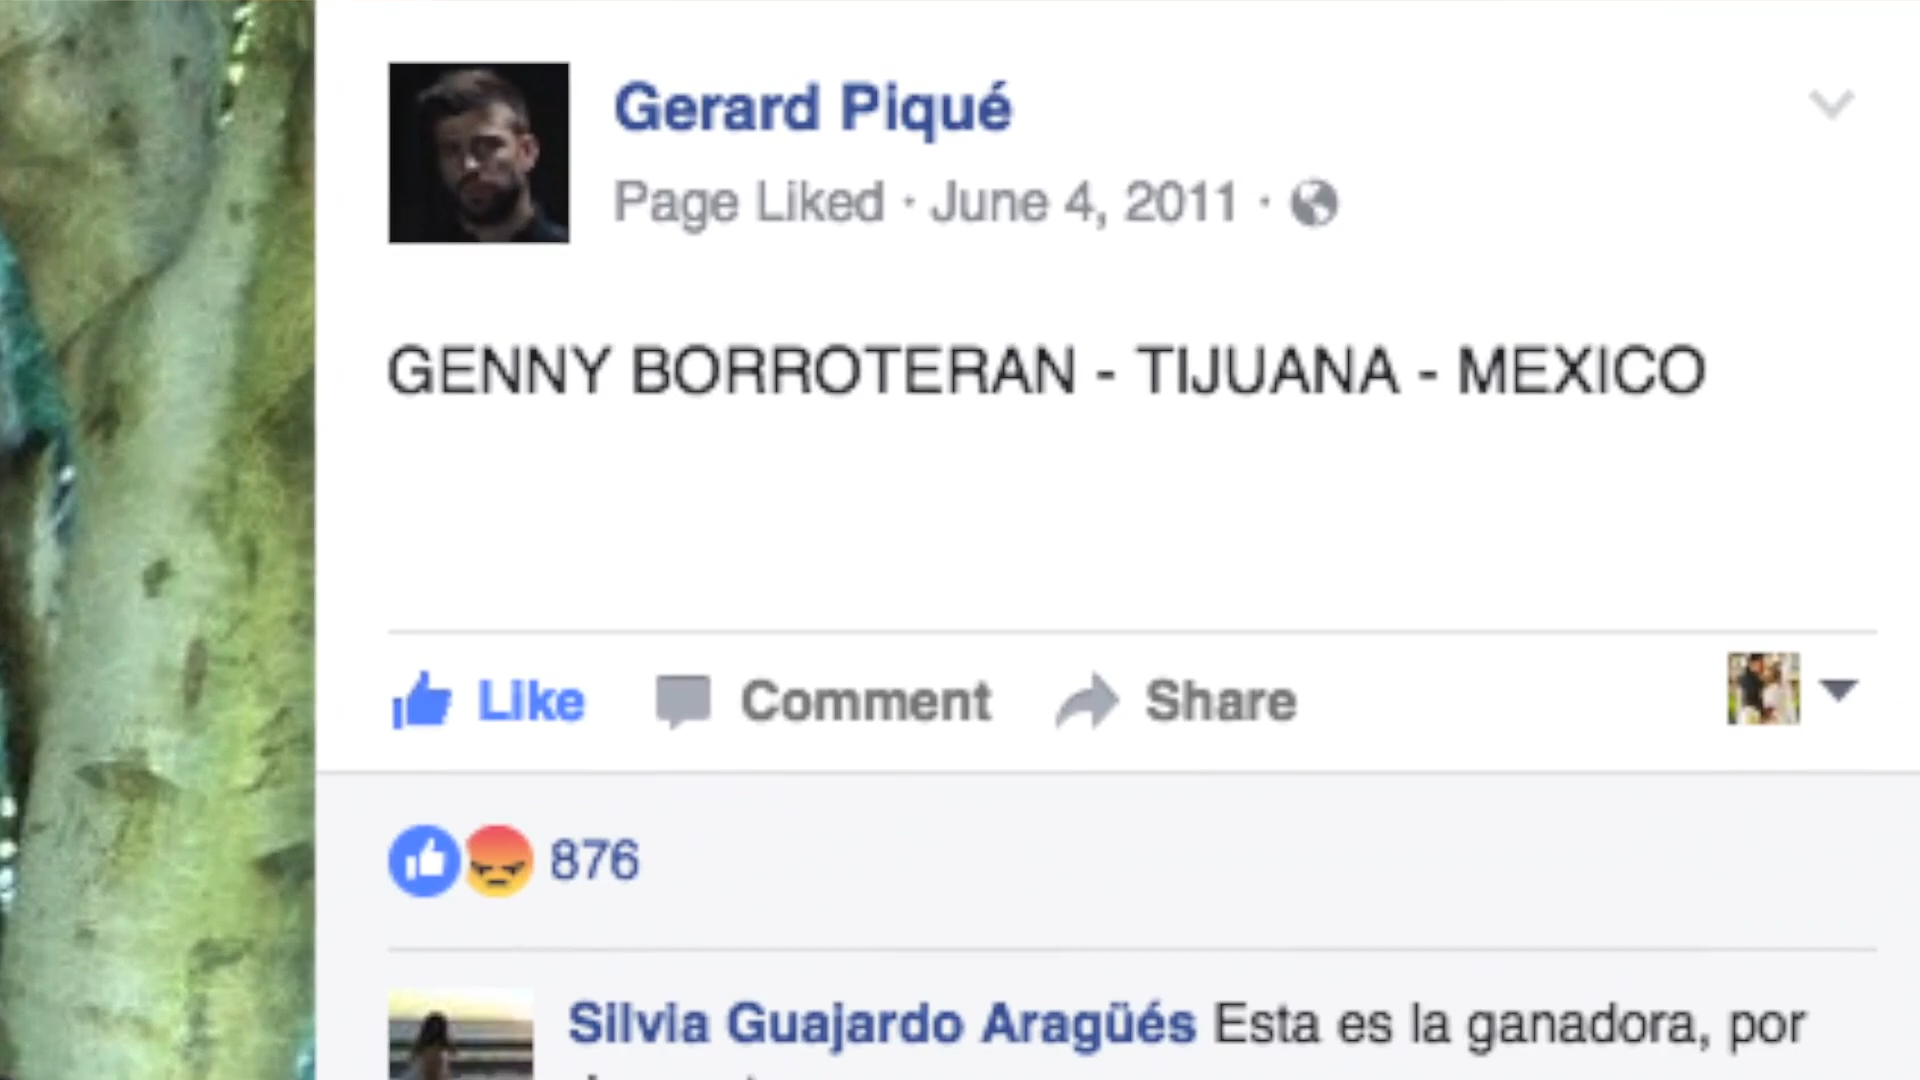 Gerard Piqué
Page Liked · June 4, 2011 ·
GENNY BORROTERAN - TIJUANA - MEXICO
Like Comment Share
876
Silvia Guajardo Aragüés Esta es la ganadora, por